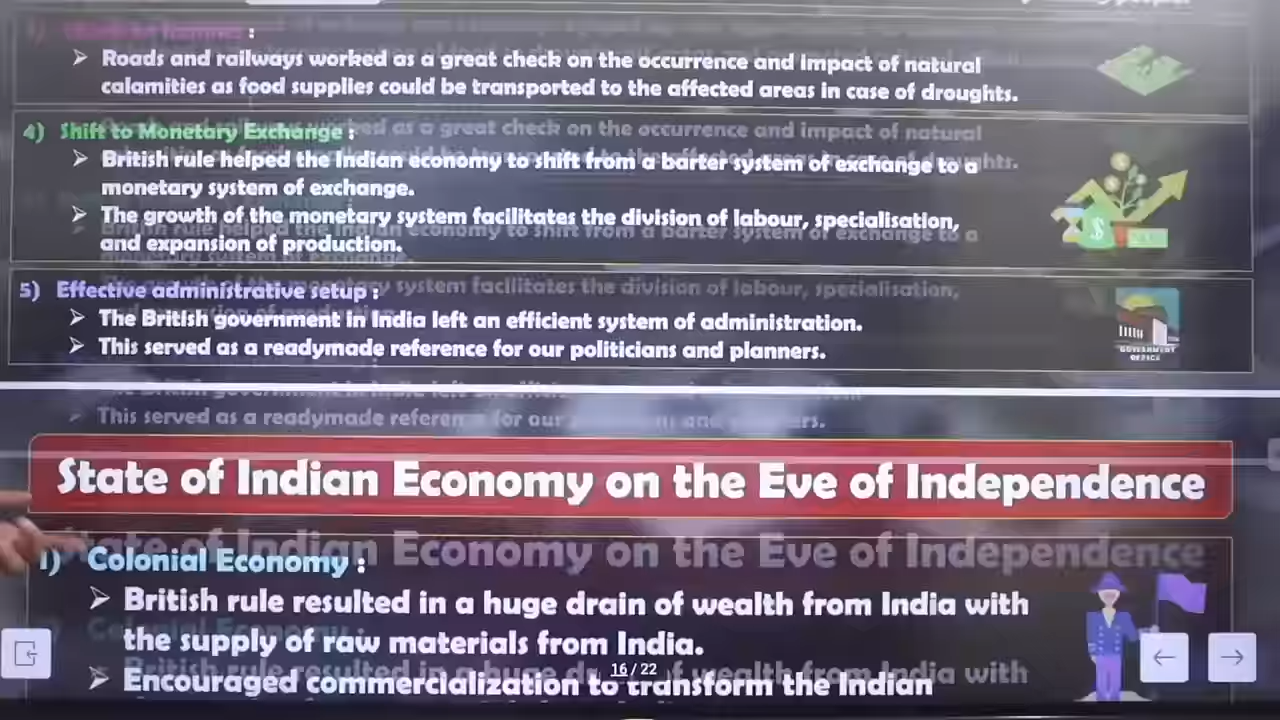 Roads and railways worked as a great check on the occurrence and impact of natural
calamities as food supplies could be transported to the affected areas in case of droughts.
4) Shift to Monetary Exchange :
British rule helped the Indian economy to shift from a barter system of exchange to a
monetary system of exchange.
The growth of the monetary system facilitates the division of labour, specialisation,
and expansion of production.
5) Effective administrative setup :
The British government in India left an efficient system of administration.
This served as a readymade reference for our politicians and planners.
GOVERNMENT
OFFICE
State of Indian Economy on the Eve of Independence
1) Colonial Economy :
British rule resulted in a huge drain of wealth from India with
the supply of raw materials from India.
16 / 22
Encouraged commercialization to transform the Indian